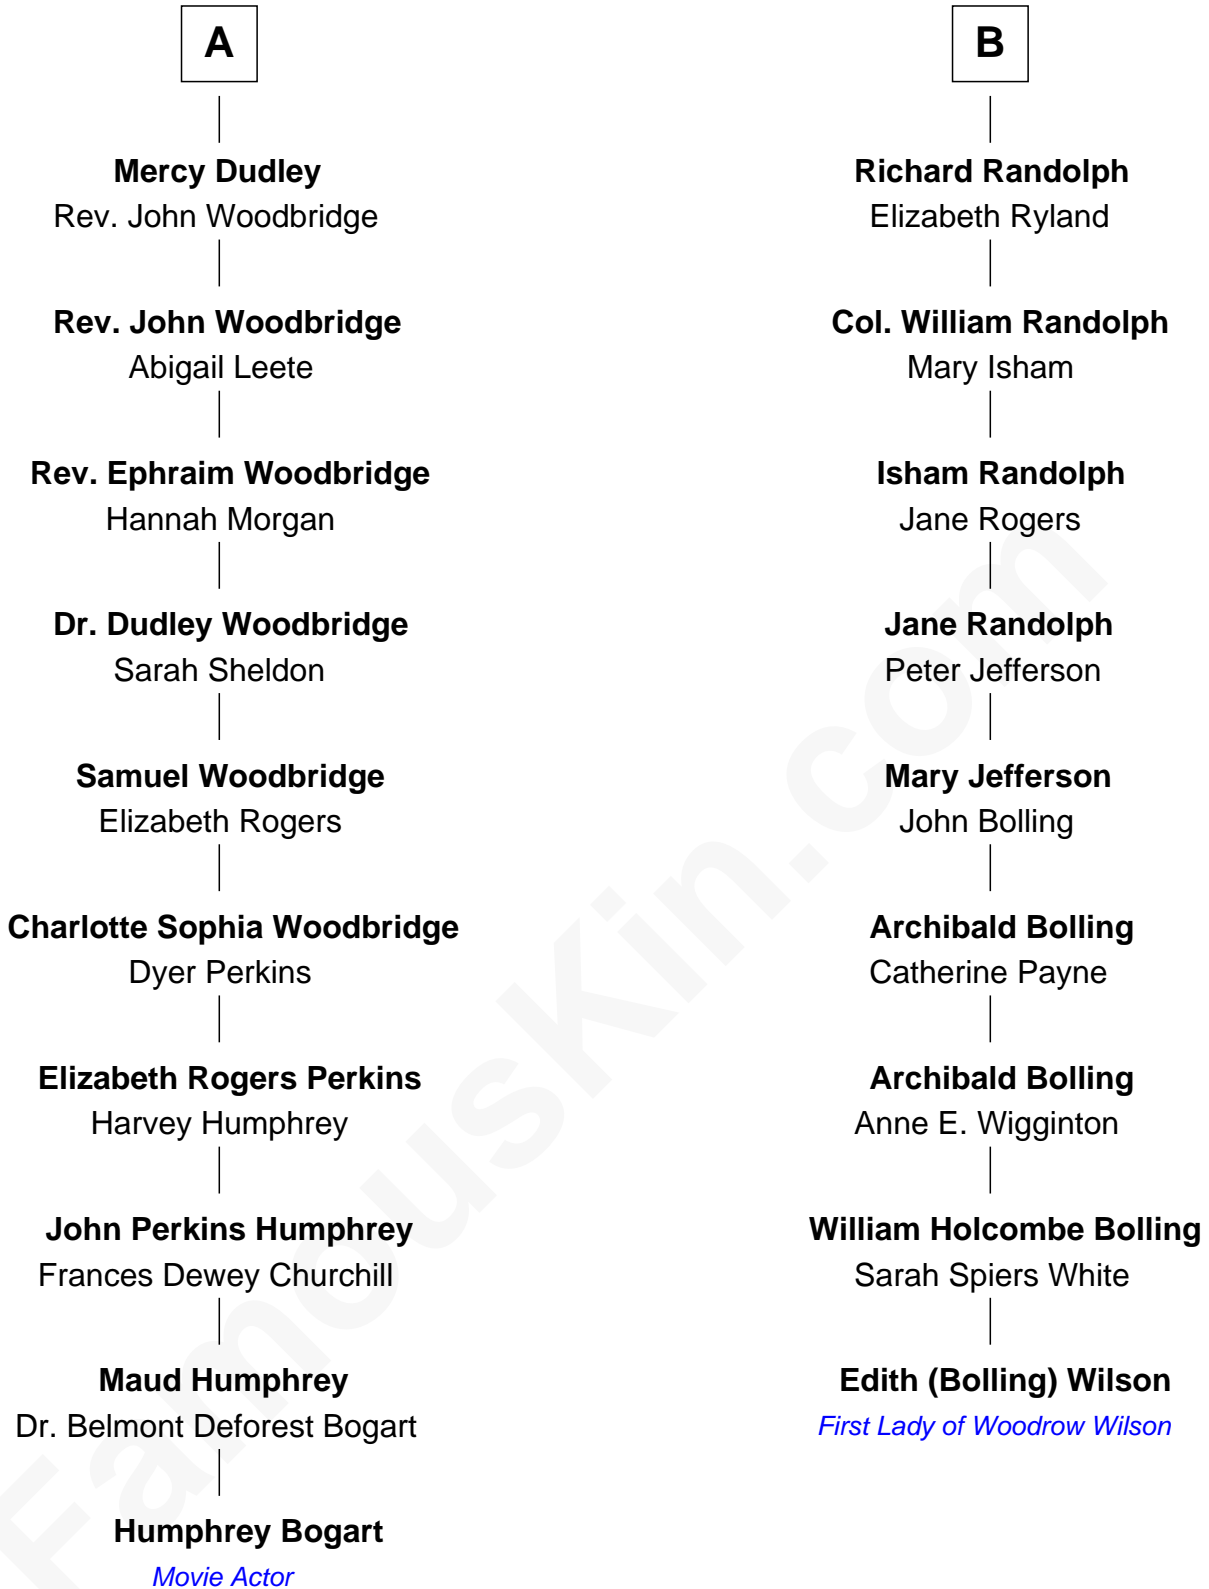 A
Mercy Dudley
Rev. John Woodbridge
Rev. John Woodbridge
Abigail Leete
Rev. Ephraim Woodbridge
Hannah Morgan
Dr. Dudley Woodbridge
Sarah Sheldon
Samuel Woodbridge
Elizabeth Rogers
Charlotte Sophia Woodbridge
Dyer Perkins
Elizabeth Rogers Perkins
Harvey Humphrey
John Perkins Humphrey
Frances Dewey Churchill
Maud Humphrey
Dr. Belmont Deforest Bogart
Humphrey Bogart
Movie Actor
B
Richard Randolph
Elizabeth Ryland
Col. William Randolph
Mary Isham
Isham Randolph
Jane Rogers
Jane Randolph
Peter Jefferson
Mary Jefferson
John Bolling
Archibald Bolling
Catherine Payne
Archibald Bolling
Anne E. Wigginton
William Holcombe Bolling
Sarah Spiers White
Edith (Bolling) Wilson
First Lady of Woodrow Wilson
FamousKin.com